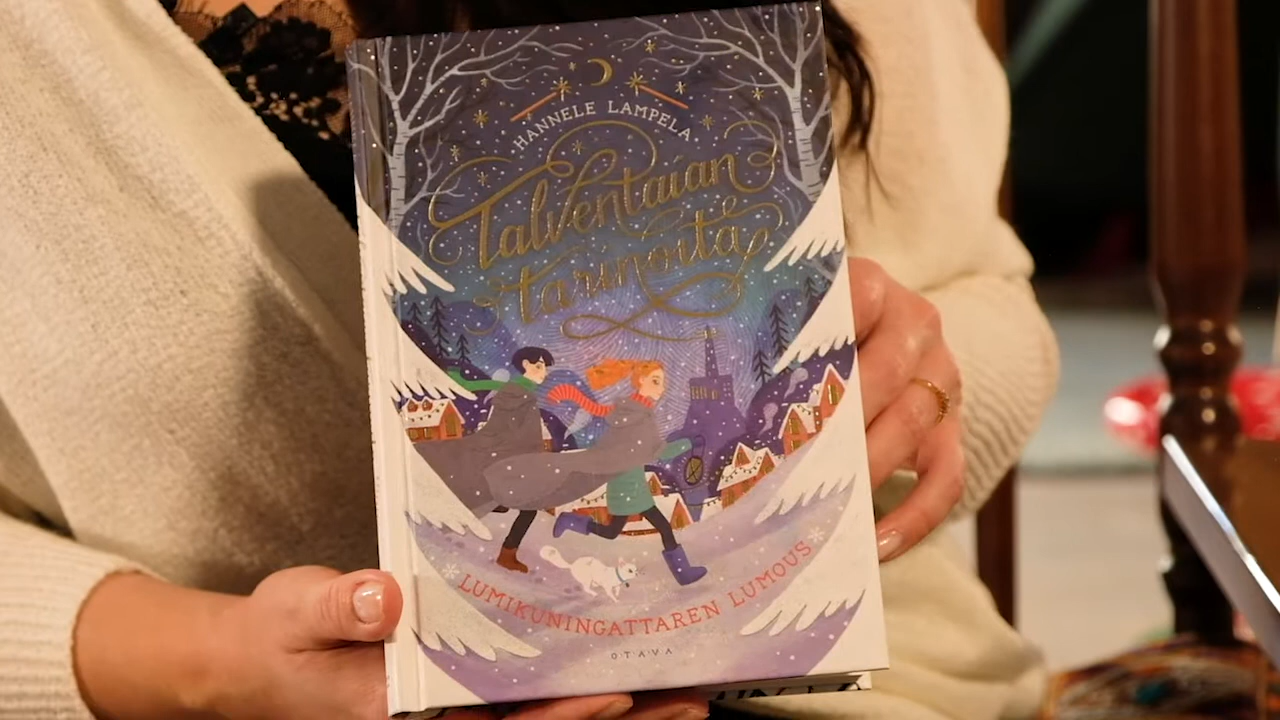 HANNELE LAMPELA
Talventaian
tarinoita
LUMIKUNINGATTAREN LUMOUS
OTAVA